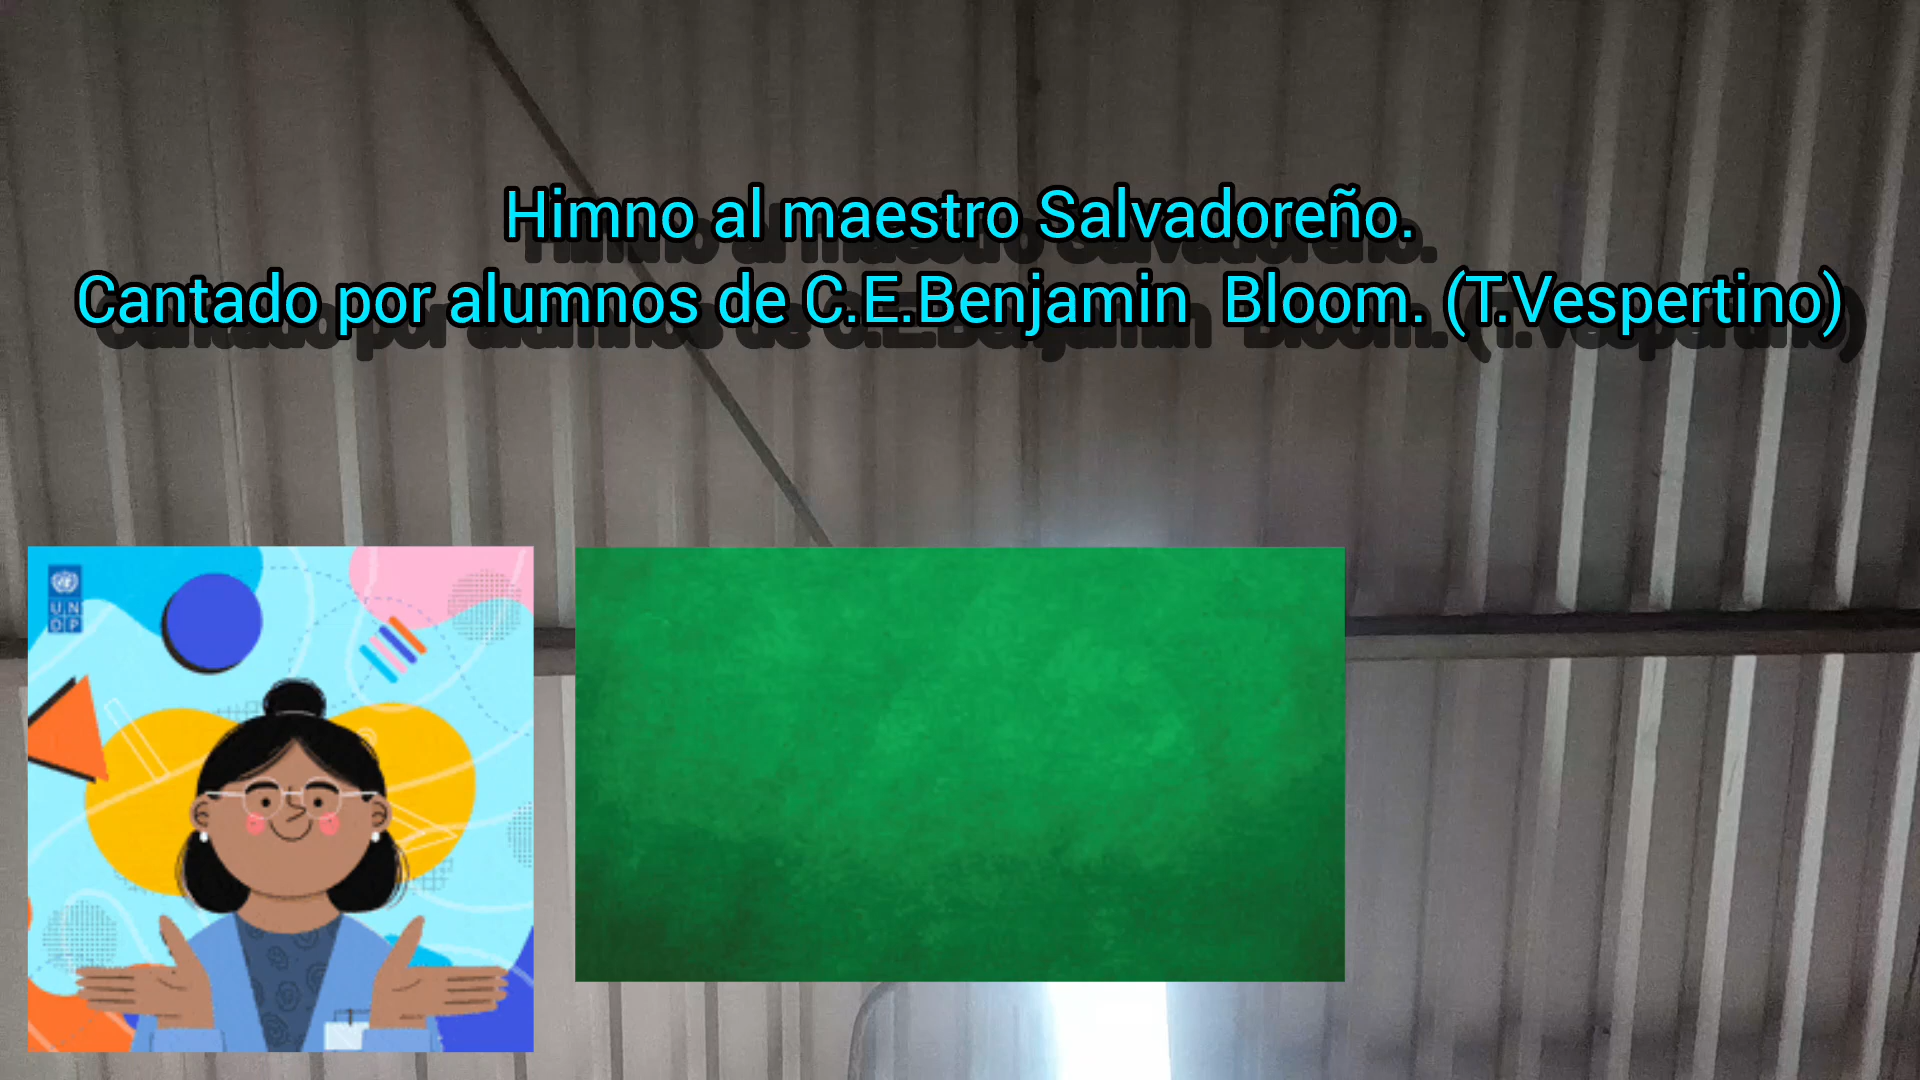 Himno al maestro Salvadoreño.
Cantado por alumnos de C.E.Benjamin  Bloom. (T.Vespertino)
U N
D P